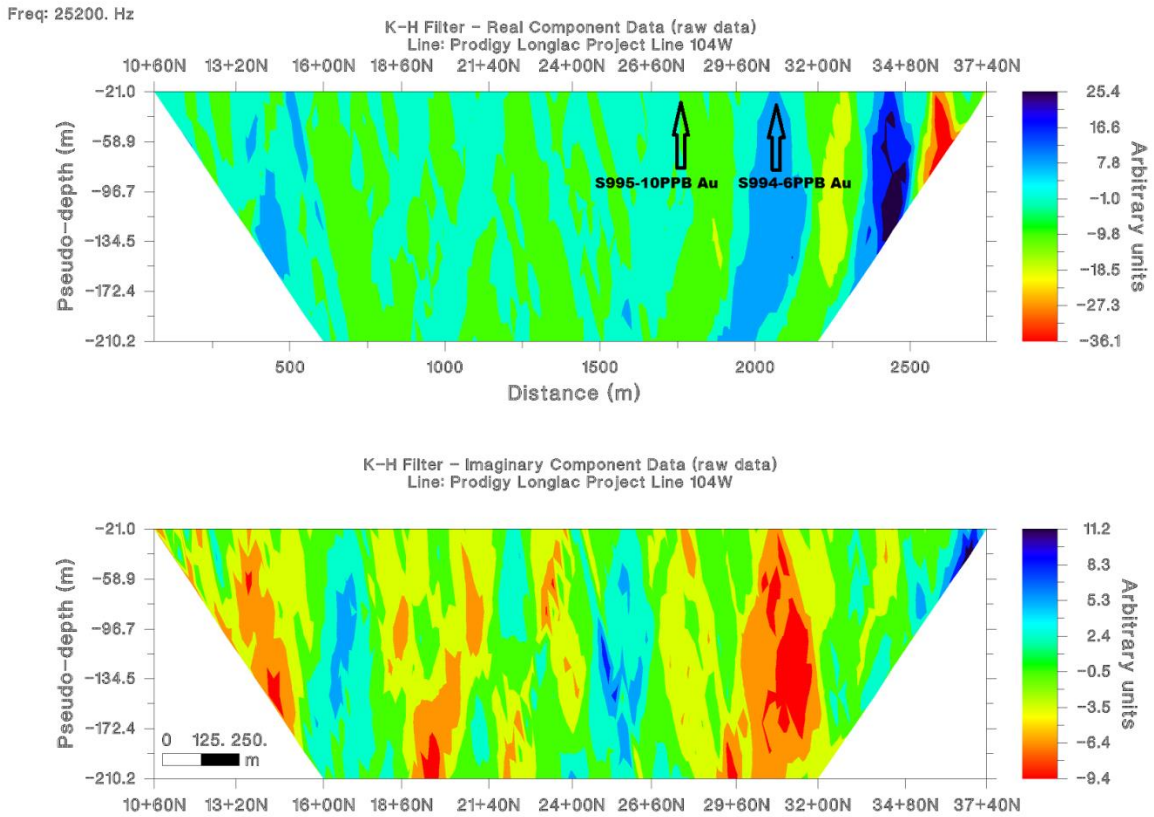 Freq: 25200. Hz
K-H Filter - Real Component Data (raw data)
Line: Prodigy Longlac Project Line 104W
10+60N 13+20N 16+00N 18+60N 21+40N 24+00N 26+60N 29+60N 32+00N 34+80N 37+40N
-21.0
-58.9
-96.7
-134.5
-172.4
-210.2
Pseudo-depth (m)
S995-10PPB Au S994-6PPB Au
25.4
16.6
7.8
-1.0
-9.8
-18.5
-27.3
-36.1
Arbitrary units
500 1000 1500 2000 2500
Distance (m)
K-H Filter - Imaginary Component Data (raw data)
Line: Prodigy Longlac Project Line 104W
-21.0
-58.9
-96.7
-134.5
-172.4
-210.2
Pseudo-depth (m)
0 125. 250.
m
11.2
8.3
5.3
2.4
-0.5
-3.5
-6.4
-9.4
Arbitrary units
10+60N 13+20N 16+00N 18+60N 21+40N 24+00N 26+60N 29+60N 32+00N 34+80N 37+40N